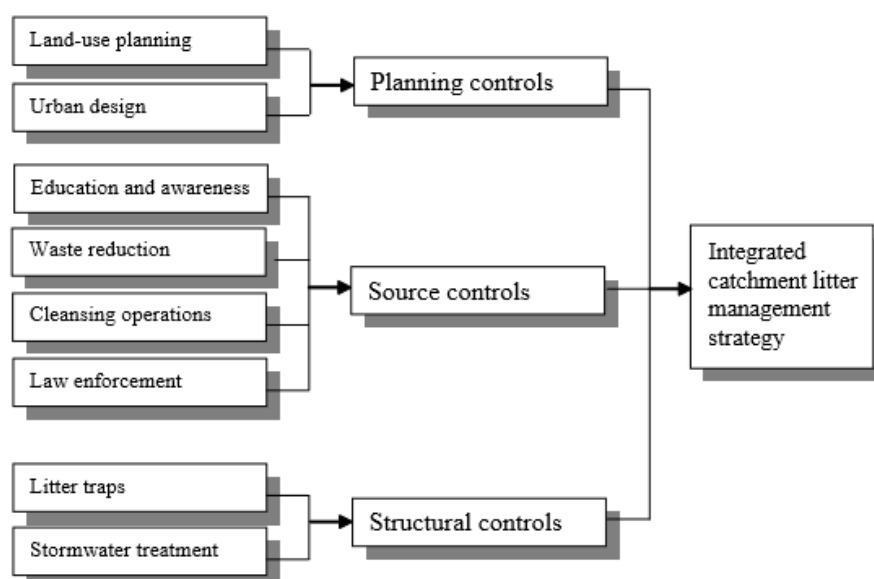 Land-use planning
Urban design
Planning controls
Education and awareness
Waste reduction
Cleansing operations
Law enforcement
Source controls
Litter traps
Stormwater treatment
Structural controls
Integrated
catchment litter
management
strategy